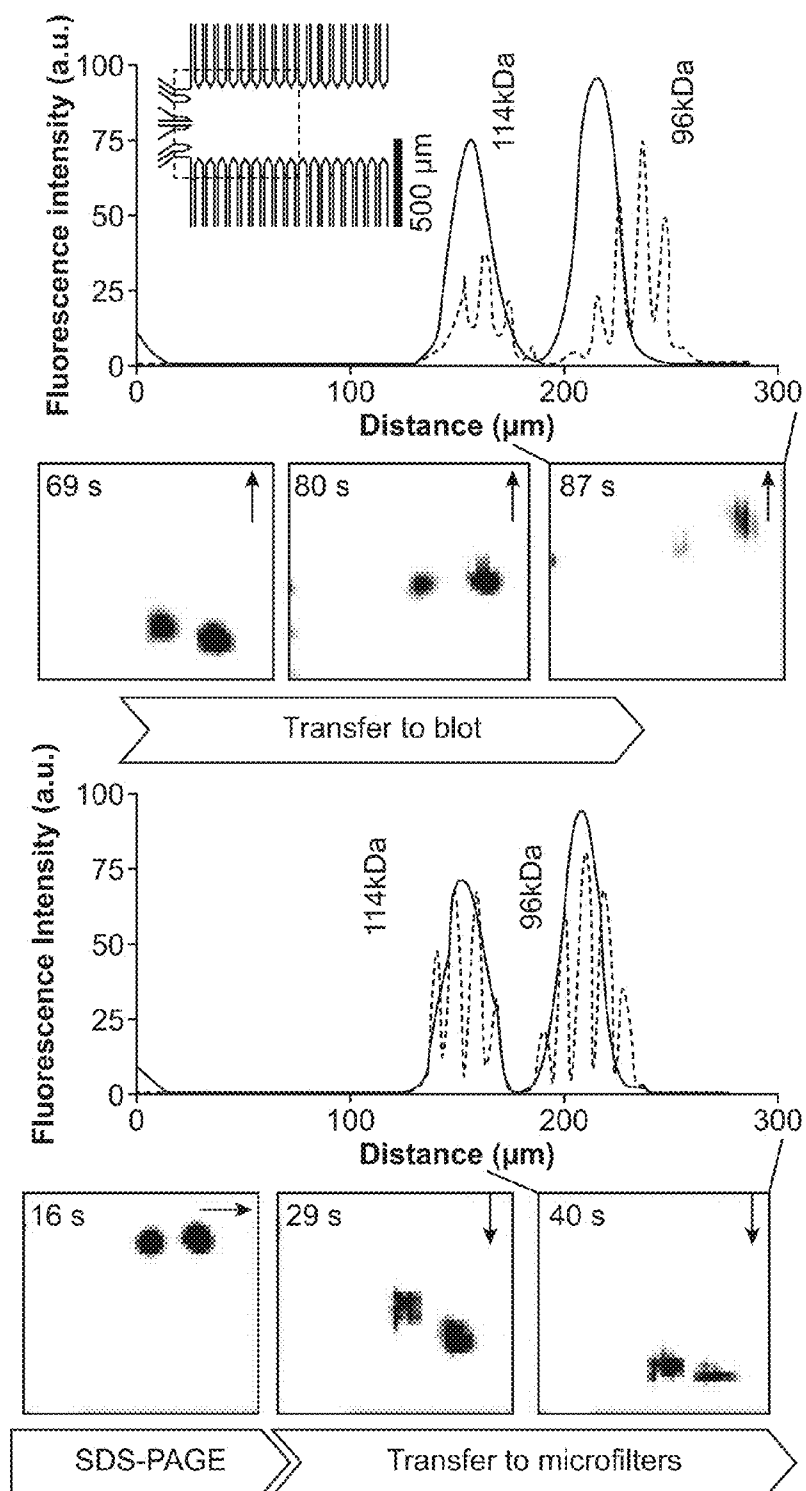 Fluorescence intensity (a.u.)
100
75
50
25
0
500 µm
114kDa
96kDa
0
100
200
300
Distance (µm)
69 s
80 s
87 s
Transfer to blot
Fluorescence Intensity (a.u.)
100
75
50
25
0
114kDa
96kDa
0
100
200
300
Distance (µm)
16 s
29 s
40 s
SDS-PAGE
Transfer to microfilters